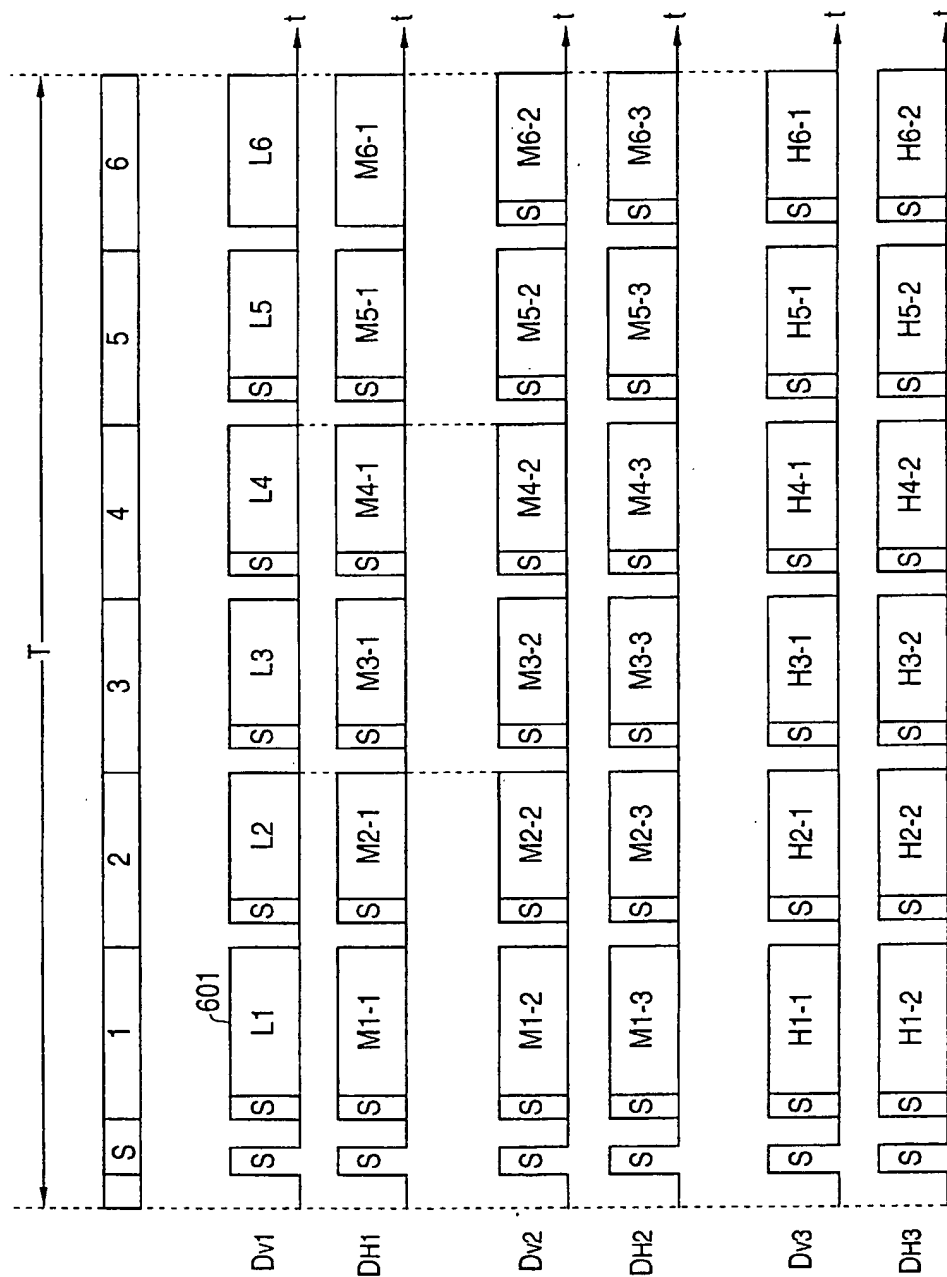 T
S 1 2 3 4 5 6
601
Dv1 S S L1 S L2 S L3 S L4 S L5 L6 t
DH1 S S M1-1 S M2-1 S M3-1 S M4-1 S M5-1 M6-1 t
Dv2 S S M1-2 S M2-2 S M3-2 S M4-2 S M5-2 S M6-2 t
DH2 S S M1-3 S M2-3 S M3-3 S M4-3 S M5-3 S M6-3 t
Dv3 S S H1-1 S H2-1 S H3-1 S H4-1 S H5-1 S H6-1 t
DH3 S S H1-2 S H2-2 S H3-2 S H4-2 S H5-2 S H6-2 t